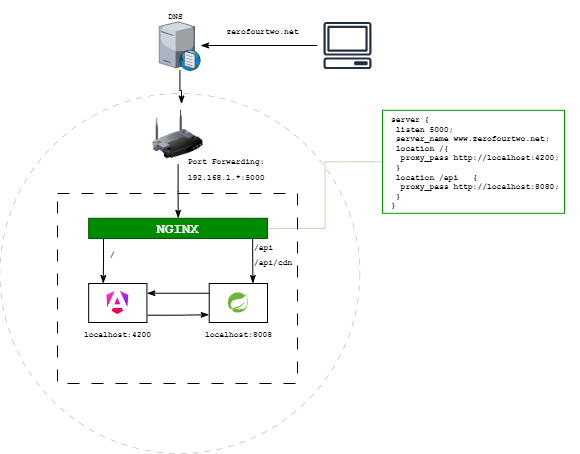 DNS
zerofourtwo.net
server {
listen 5000;
server_name www.zerofourtwo.net;
location /{
proxy_pass http://localhost:4200;
}
location /api {
proxy_pass http://localhost:8080;
}
}
Port Forwarding:
192.168.1.*:5000
NGINX
/
/api
/api/cdn
localhost:4200
localhost:8008